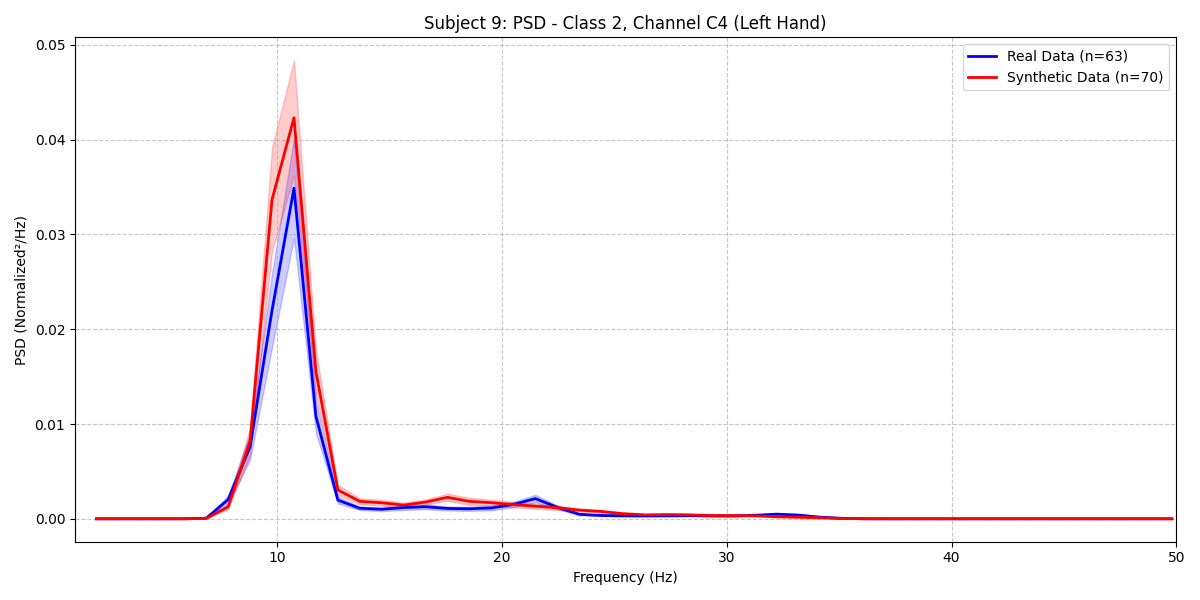 Subject 9: PSD - Class 2, Channel C4 (Left Hand)
Real Data (n=63)
Synthetic Data (n=70)
PSD (Normalized²/Hz)
0.05
0.04
0.03
0.02
0.01
0.00
10 20 30 40 50
Frequency (Hz)